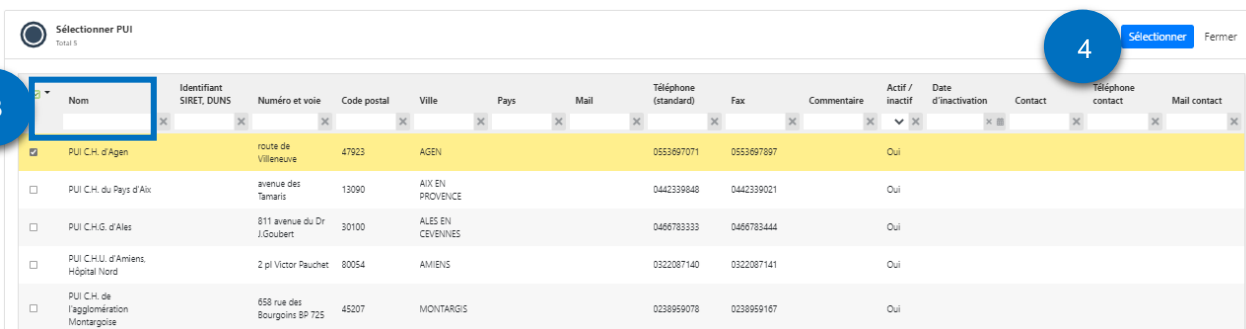 Sélectionner PUI
Total 5
4
Sélectionner Fermer
Nom Identifiant SIRET, DUNS Numéro et voie Code postal Ville Pays Mail Téléphone (standard) Fax Commentaire Actif / inactif Date d'inactivation Contact Téléphone contact Mail contact
PUI C.H. d'Agen route de Villeneuve 47923 AGEN 0553697071 0553697897 Oui
PUI C.H. du Pays d'Aix avenue des Tamaris 13090 AIX EN PROVENCE 0442339848 0442339021 Oui
PUI C.H.G. d'Ales 811 avenue du Dr J.Goubert 30100 ALES EN CEVENNES 0466783333 0466783444 Oui
PUI C.H.U. d'Amiens, Hôpital Nord 2 pl Victor Pauchet 80054 AMIENS 0322087140 0322087141 Oui
PUI C.H. de l'agglomération Montargoise 658 rue des Bourgoins BP 725 45207 MONTARGIS 0238959078 0238959167 Oui